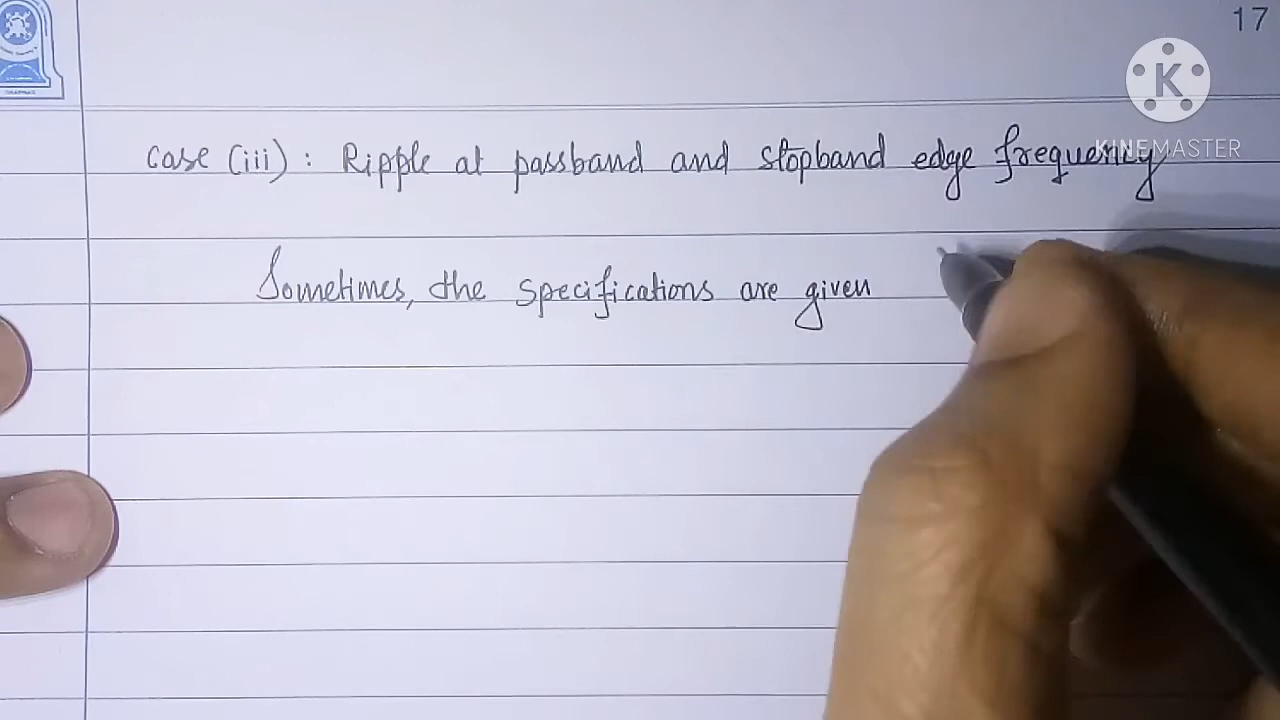 17
K
KINEMASTER
case (iii) : Ripple at passband and stopband edge frequency
Sometimes, the specifications are given